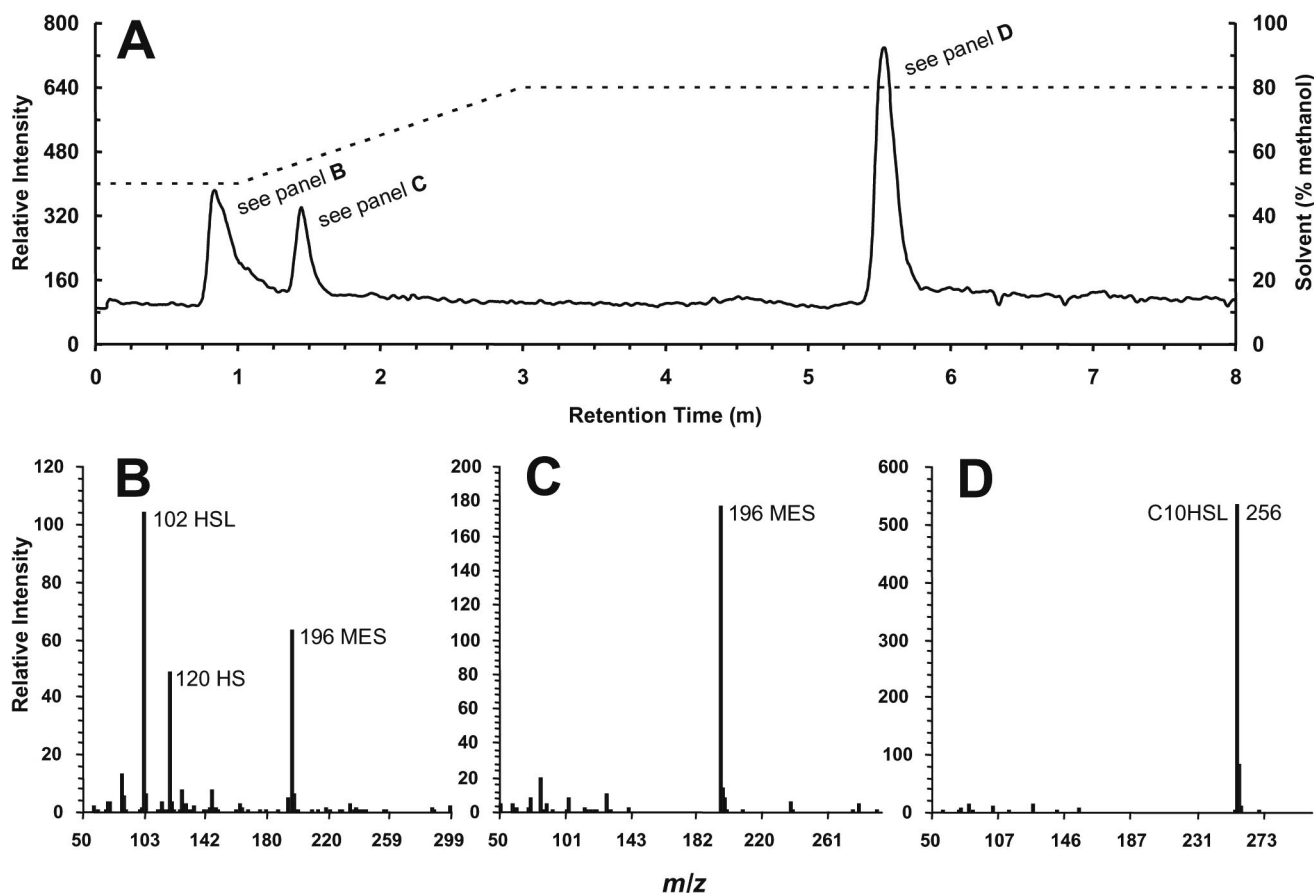 A
800
640
480
320
160
0
Relative Intensity
100
80
60
40
20
0
Solvent (% methanol)
see panel B
see panel C
see panel D
0 1 2 3 4 5 6 7 8
Retention Time (m)
B
120
100
80
60
40
20
0
Relative Intensity
102 HSL
120 HS
196 MES
50 103 142 180 220 259 299
C
200
180
160
140
120
100
80
60
40
20
0
196 MES
50 101 143 182 220 261
D
600
500
400
300
200
100
0
C10HSL 256
50 107 146 187 231 273
m/z